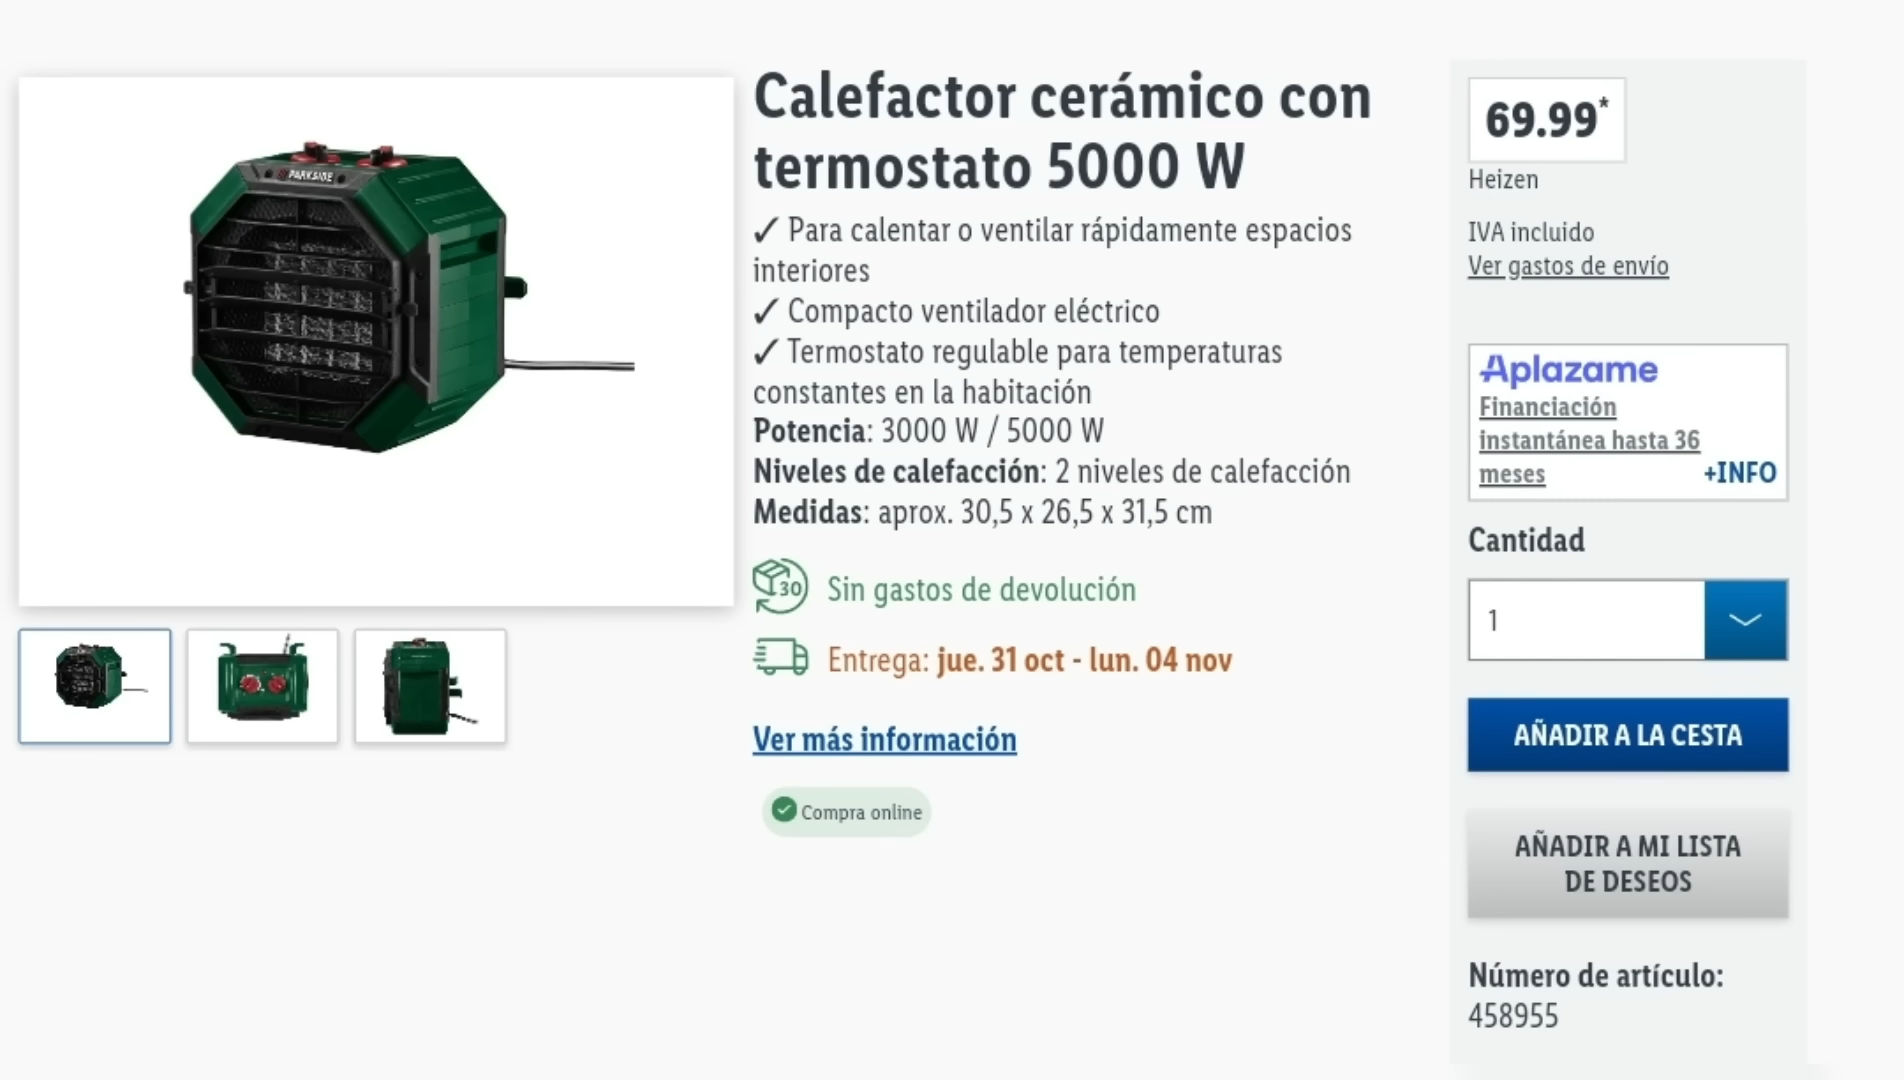 PARKSIDE
Calefactor cerámico con
termostato 5000 W
✓ Para calentar o ventilar rápidamente espacios
interiores
✓ Compacto ventilador eléctrico
✓ Termostato regulable para temperaturas
constantes en la habitación
Potencia: 3000 W / 5000 W
Niveles de calefacción: 2 niveles de calefacción
Medidas: aprox. 30,5 x 26,5 x 31,5 cm
30 Sin gastos de devolución
Entrega: jue. 31 oct - lun. 04 nov
Ver más información
Compra online
69.99*
Heizen
IVA incluido
Ver gastos de envío
Aplazame
Financiación
instantánea hasta 36
meses +INFO
Cantidad
1
AÑADIR A LA CESTA
AÑADIR A MI LISTA
DE DESEOS
Número de artículo:
458955